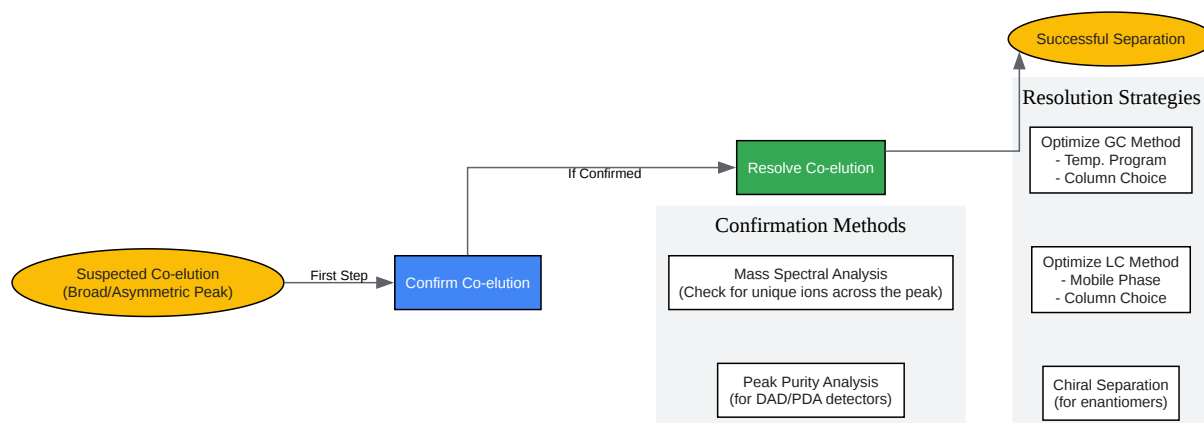 Successful Separation
Resolution Strategies
Optimize GC Method
- Temp. Program
- Column Choice
Resolve Co-elution
If Confirmed
Confirmation Methods
Suspected Co-elution
(Broad/Asymmetric Peak)
First Step
Confirm Co-elution
Mass Spectral Analysis
(Check for unique ions across the peak)
Optimize LC Method
- Mobile Phase
- Column Choice
Peak Purity Analysis
(for DAD/PDA detectors)
Chiral Separation
(for enantiomers)